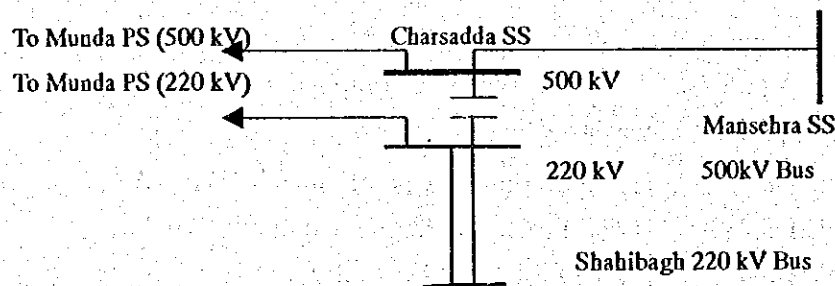 To Munda PS (500 kV)
Charsadda SS
To Munda PS (220 kV)
500 kV
Mansehra SS
220 kV
500kV Bus
Shahibagh 220 kV Bus